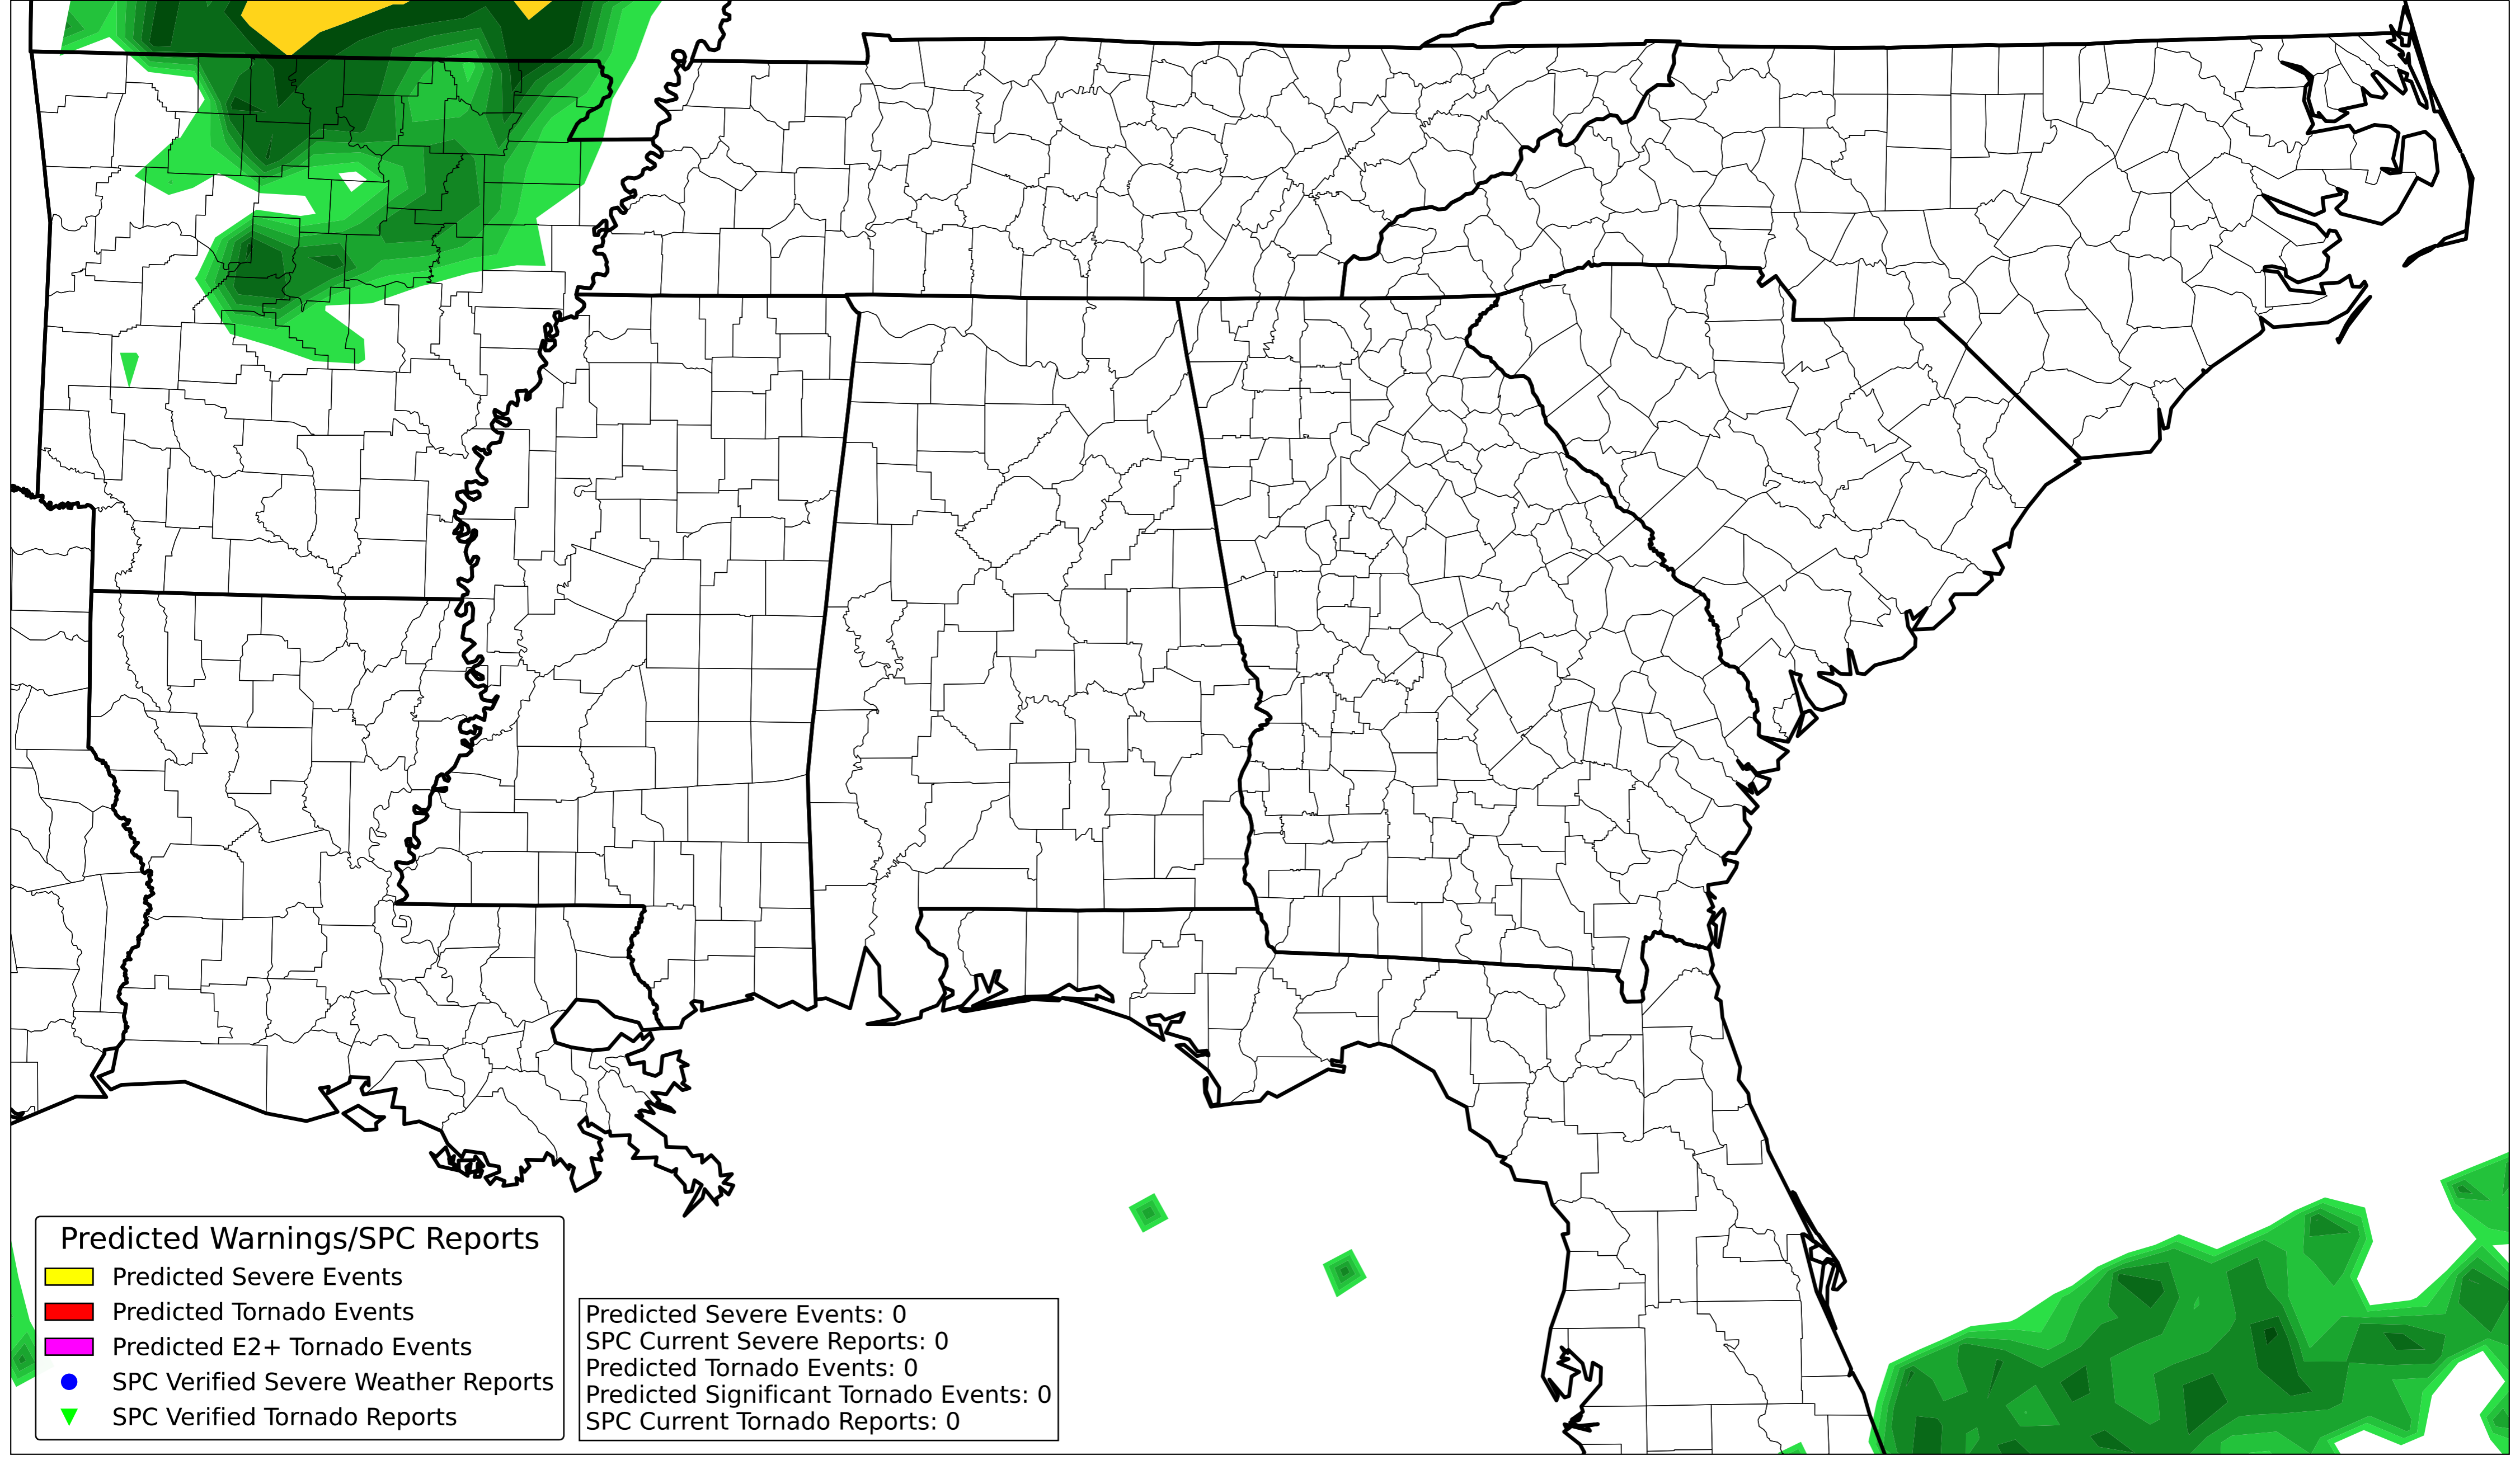 Predicted Warnings/SPC Reports
Predicted Severe Events
Predicted Tornado Events
Predicted E2+ Tornado Events
SPC Verified Severe Weather Reports
SPC Verified Tornado Reports
Predicted Severe Events: 0
SPC Current Severe Reports: 0
Predicted Tornado Events: 0
Predicted Significant Tornado Events: 0
SPC Current Tornado Reports: 0